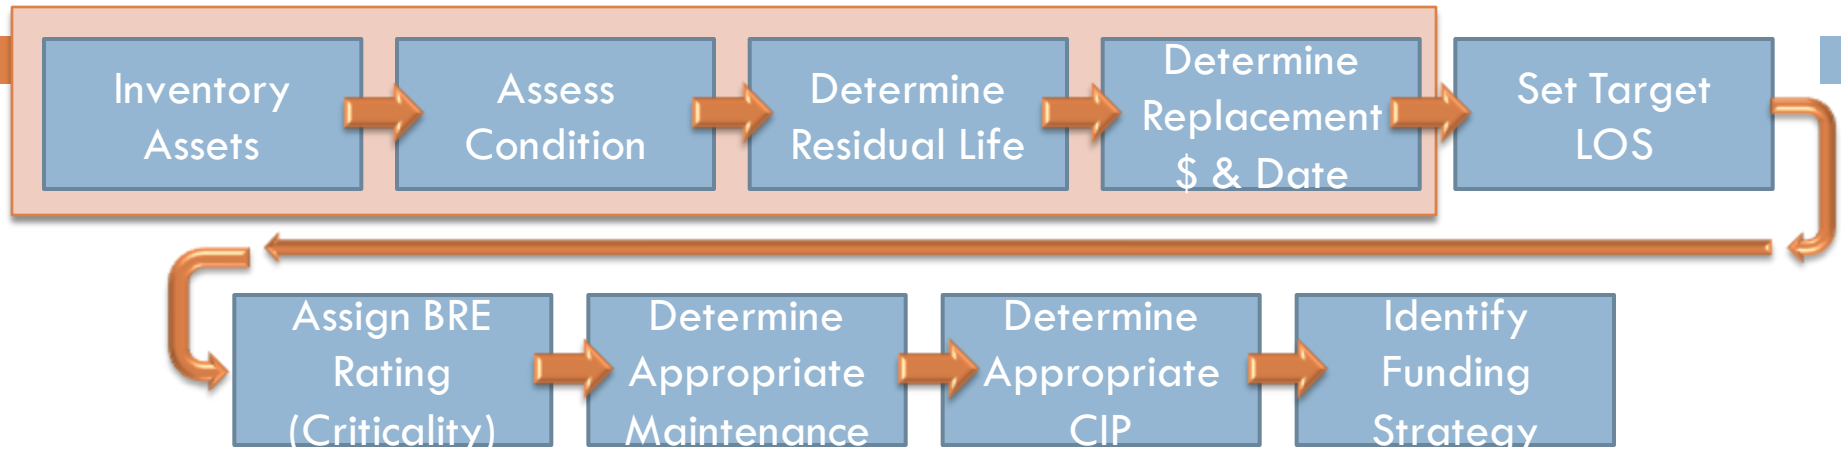 Inventory
Assets
Assess
Condition
Determine
Residual Life
Determine
Replacement
$ & Date
Set Target
LOS
Assign BRE
Rating
(Criticality)
Determine
Appropriate
Maintenance
Determine
Appropriate
CIP
Identify
Funding
Strategy